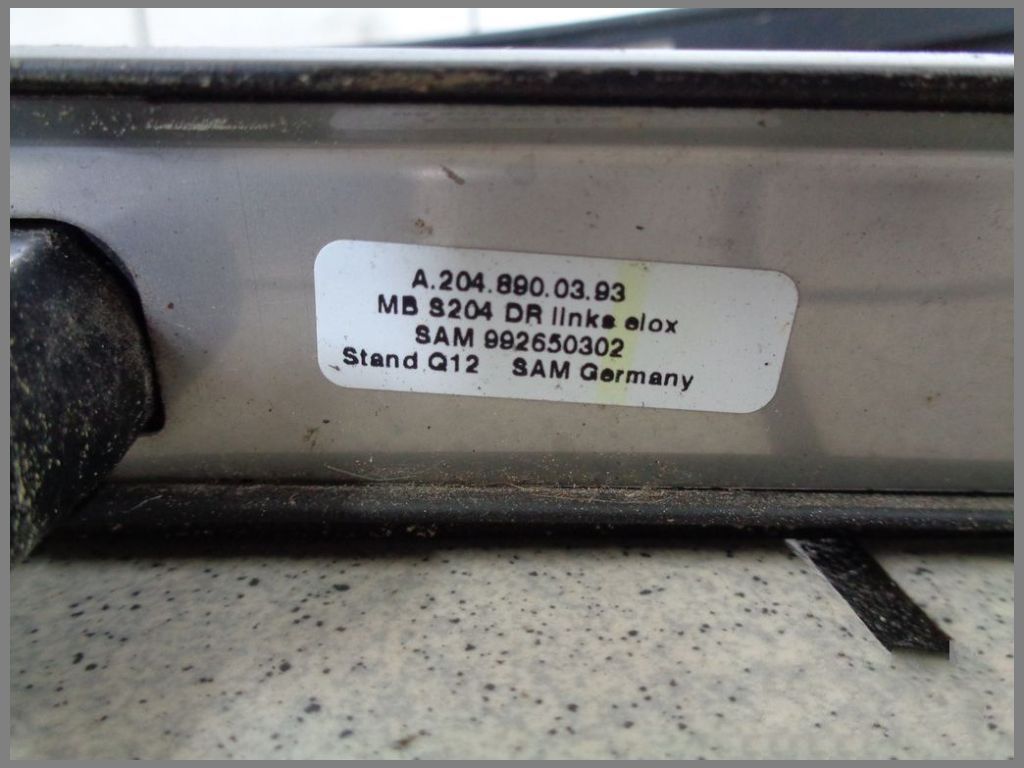 A.204.890.03.93
MB S204 DR links elox
SAM 992650302
Stand Q12 SAM Germany